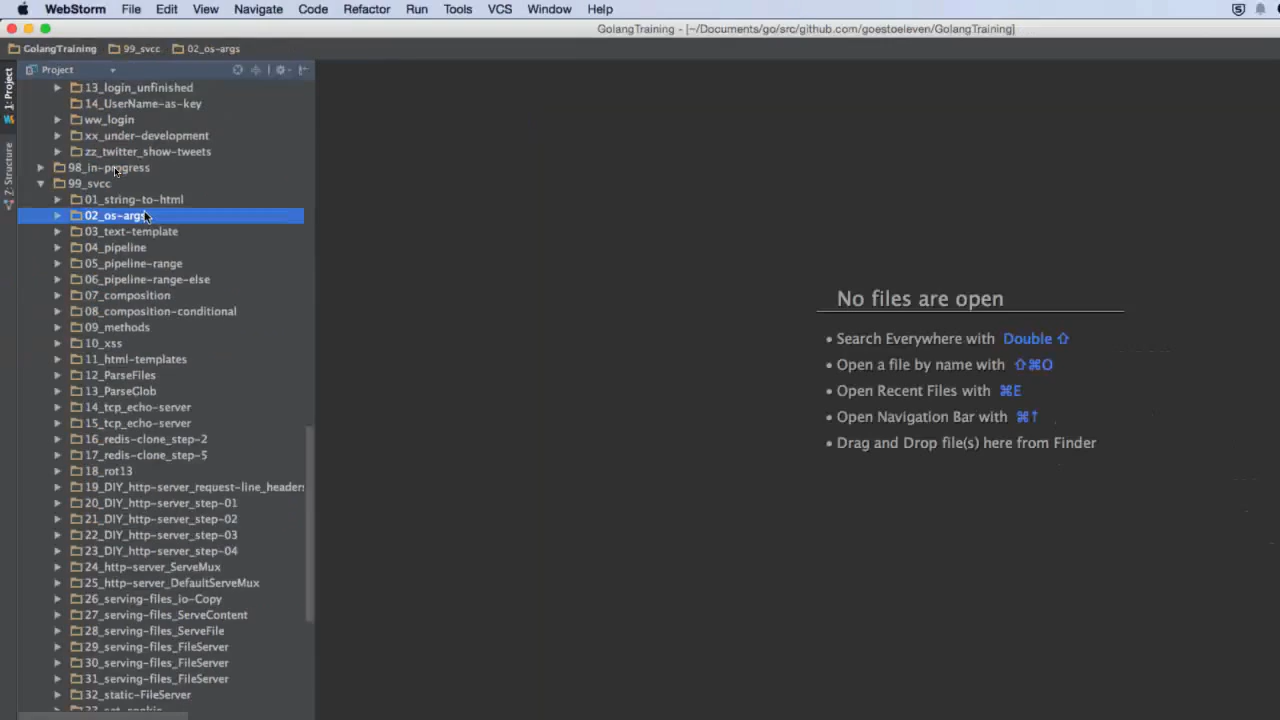 WebStorm File Edit View Navigate Code Refactor Run Tools VCS Window Help
GolangTraining - [~/Documents/go/src/github.com/goestoeleven/GolangTraining]
GolangTraining 99_svcc 02_os-args
1: Project
Z: Structure
Project
13_login_unfinished
14_UserName-as-key
ww_login
xx_under-development
zz_twitter_show-tweets
98_in-progress
99_svcc
01_string-to-html
02_os-args
03_text-template
04_pipeline
05_pipeline-range
06_pipeline-range-else
07_composition
08_composition-conditional
09_methods
10_xss
11_html-templates
12_ParseFiles
13_ParseGlob
14_tcp_echo-server
15_tcp_echo-server
16_redis-clone_step-2
17_redis-clone_step-5
18_rot13
19_DIY_http-server_request-line_headers
20_DIY_http-server_step-01
21_DIY_http-server_step-02
22_DIY_http-server_step-03
23_DIY_http-server_step-04
24_http-server_ServeMux
25_http-server_DefaultServeMux
26_serving-files_io-Copy
27_serving-files_ServeContent
28_serving-files_ServeFile
29_serving-files_FileServer
30_serving-files_FileServer
31_serving-files_FileServer
32_static-FileServer
No files are open
• Search Everywhere with Double ⇧
• Open a file by name with ⇧⌘O
• Open Recent Files with ⌘E
• Open Navigation Bar with ⌘↑
• Drag and Drop file(s) here from Finder